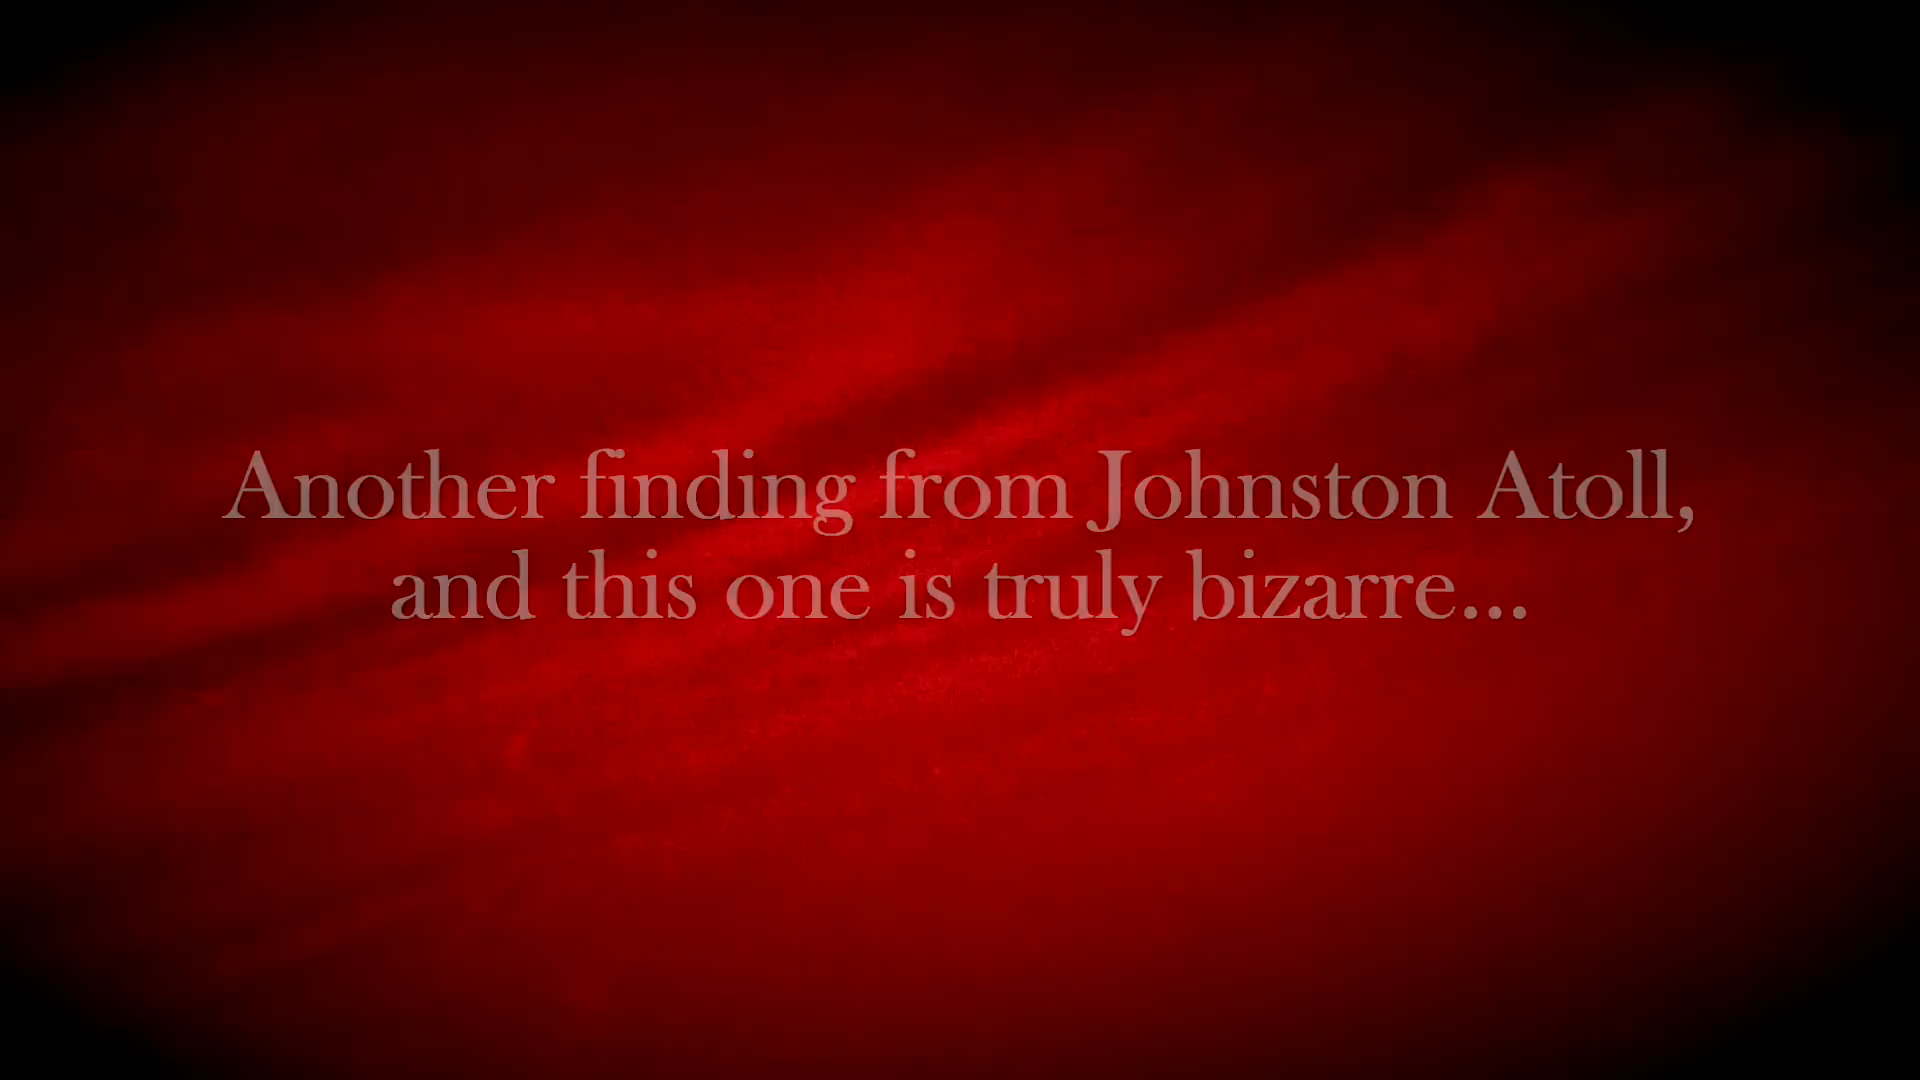 Another finding from Johnston Atoll,
and this one is truly bizarre...